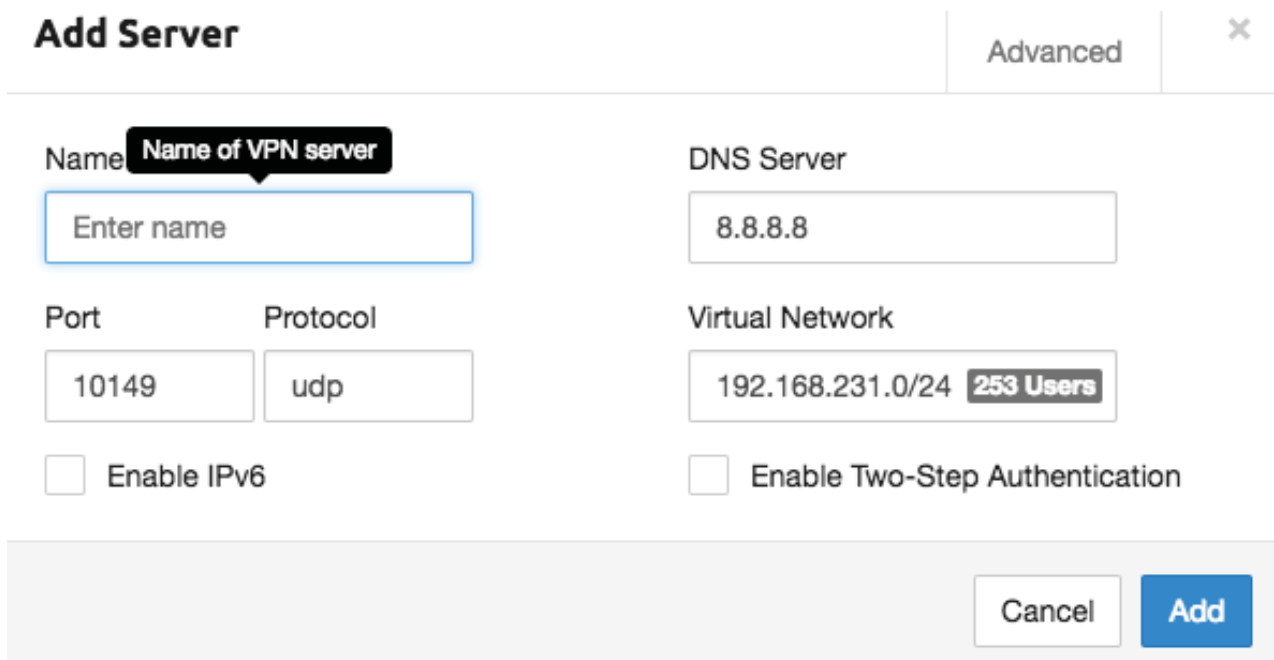 Add Server
Advanced
×
Name
Name of VPN server
DNS Server
Enter name
8.8.8.8
Port
Protocol
Virtual Network
10149
udp
192.168.231.0/24
253 Users
Enable IPv6
Enable Two-Step Authentication
Cancel
Add